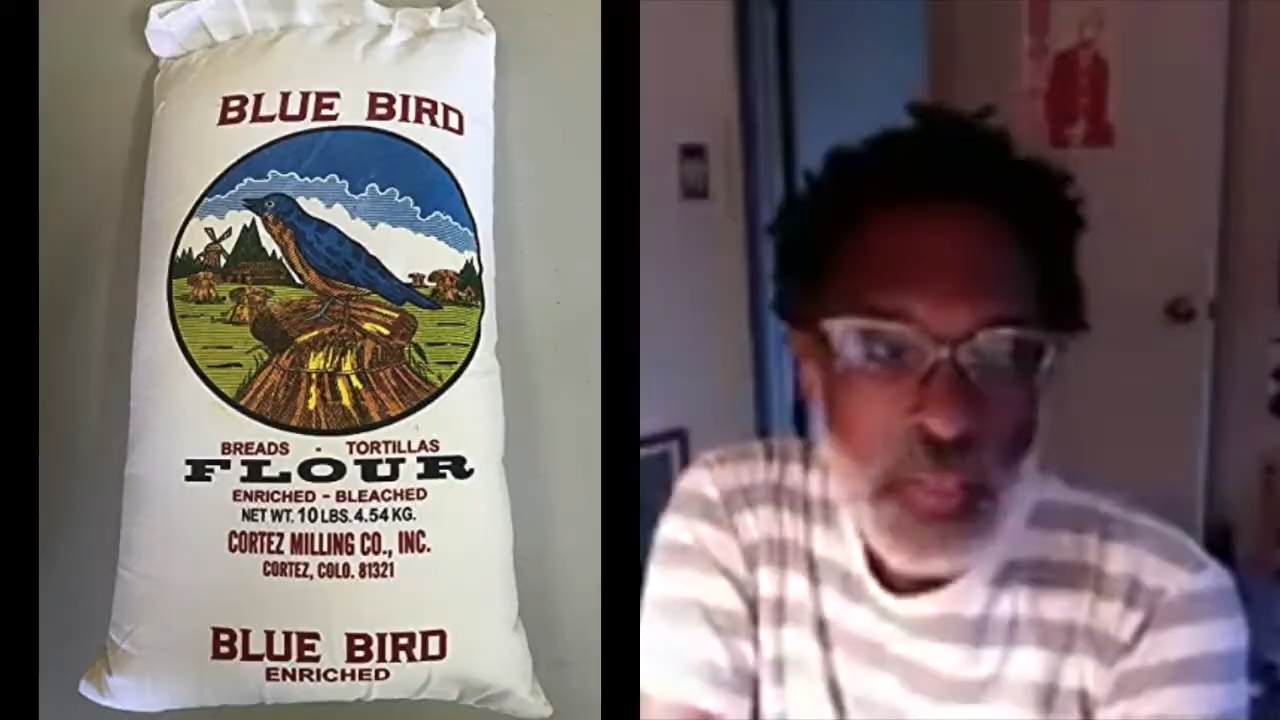 BLUE BIRD
BREADS - TORTILLAS
FLOUR
ENRICHED - BLEACHED
NET WT. 10 LBS. 4.54 KG.
CORTEZ MILLING CO., INC.
CORTEZ, COLO. 81321
BLUE BIRD
ENRICHED